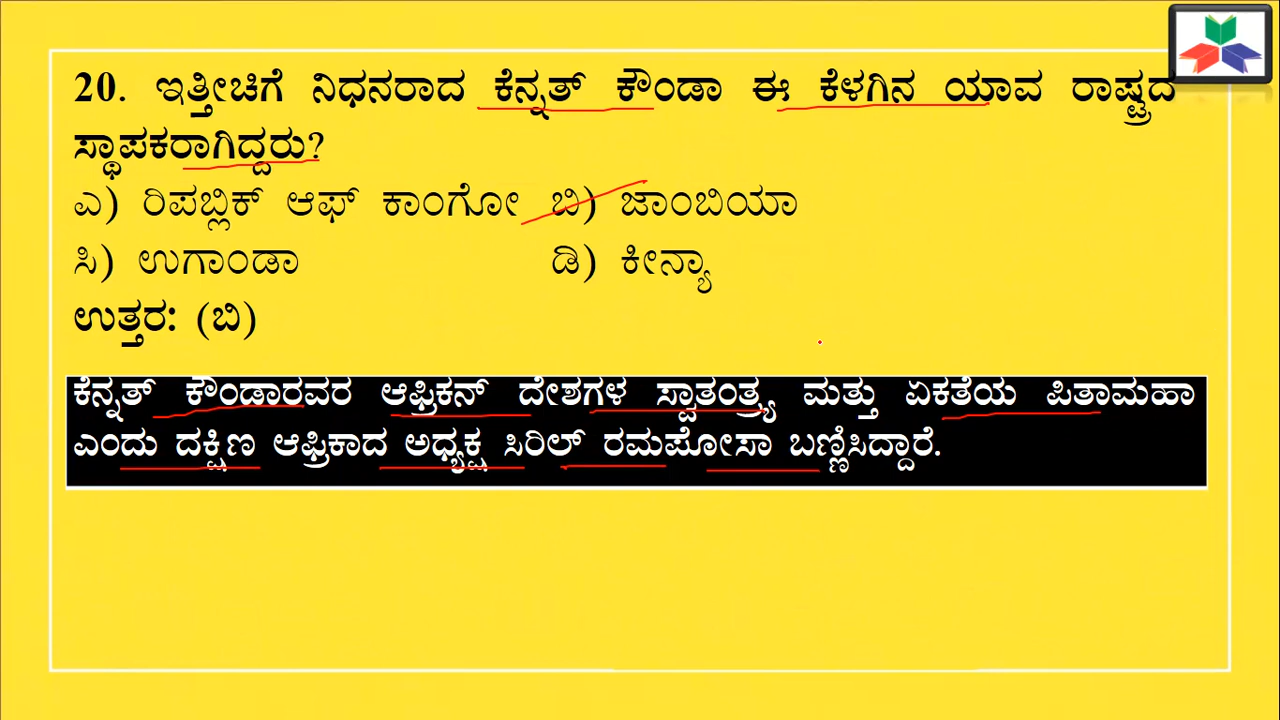 20. ಇತ್ತೀಚಿಗೆ ನಿಧನರಾದ ಕೆನ್ನತ್ ಕೌಂಡಾ ಈ ಕೆಳಗಿನ ಯಾವ ರಾಷ್ಟ್ರದ
ಸ್ಥಾಪಕರಾಗಿದ್ದರು?
ಎ) ರಿಪಬ್ಲಿಕ್ ಆಫ್ ಕಾಂಗೋ ಬಿ) ಜಾಂಬಿಯಾ
ಸಿ) ಉಗಾಂಡಾ ಡಿ) ಕೀನ್ಯಾ
ಉತ್ತರ: (ಬಿ)
ಕೆನ್ನತ್ ಕೌಂಡಾರವರ ಆಫ್ರಿಕನ್ ದೇಶಗಳ ಸ್ವಾತಂತ್ರ್ಯ ಮತ್ತು ಏಕತೆಯ ಪಿತಾಮಹಾ
ಎಂದು ದಕ್ಷಿಣ ಆಫ್ರಿಕಾದ ಅಧ್ಯಕ್ಷ ಸಿರಿಲ್ ರಮಪೋಸಾ ಬಣ್ಣಿಸಿದ್ದಾರೆ.